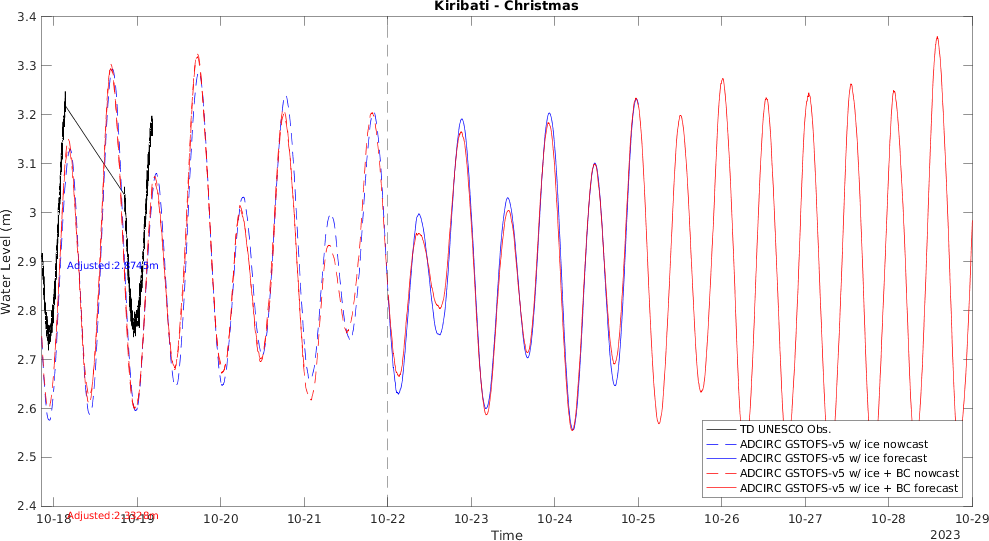 Kiribati - Christmas
3.4
3.3
3.2
3.1
3
2.9
2.8
2.7
2.6
2.5
2.4
Water Level (m)
Adjusted:2.8745m
Adjusted:2.3328m
TD UNESCO Obs.
ADCIRC GSTOFS-v5 w/ ice nowcast
ADCIRC GSTOFS-v5 w/ ice forecast
ADCIRC GSTOFS-v5 w/ ice + BC nowcast
ADCIRC GSTOFS-v5 w/ ice + BC forecast
10-18 10-19 10-20 10-21 10-22 10-23 10-24 10-25 10-26 10-27 10-28 10-29
Time
2023